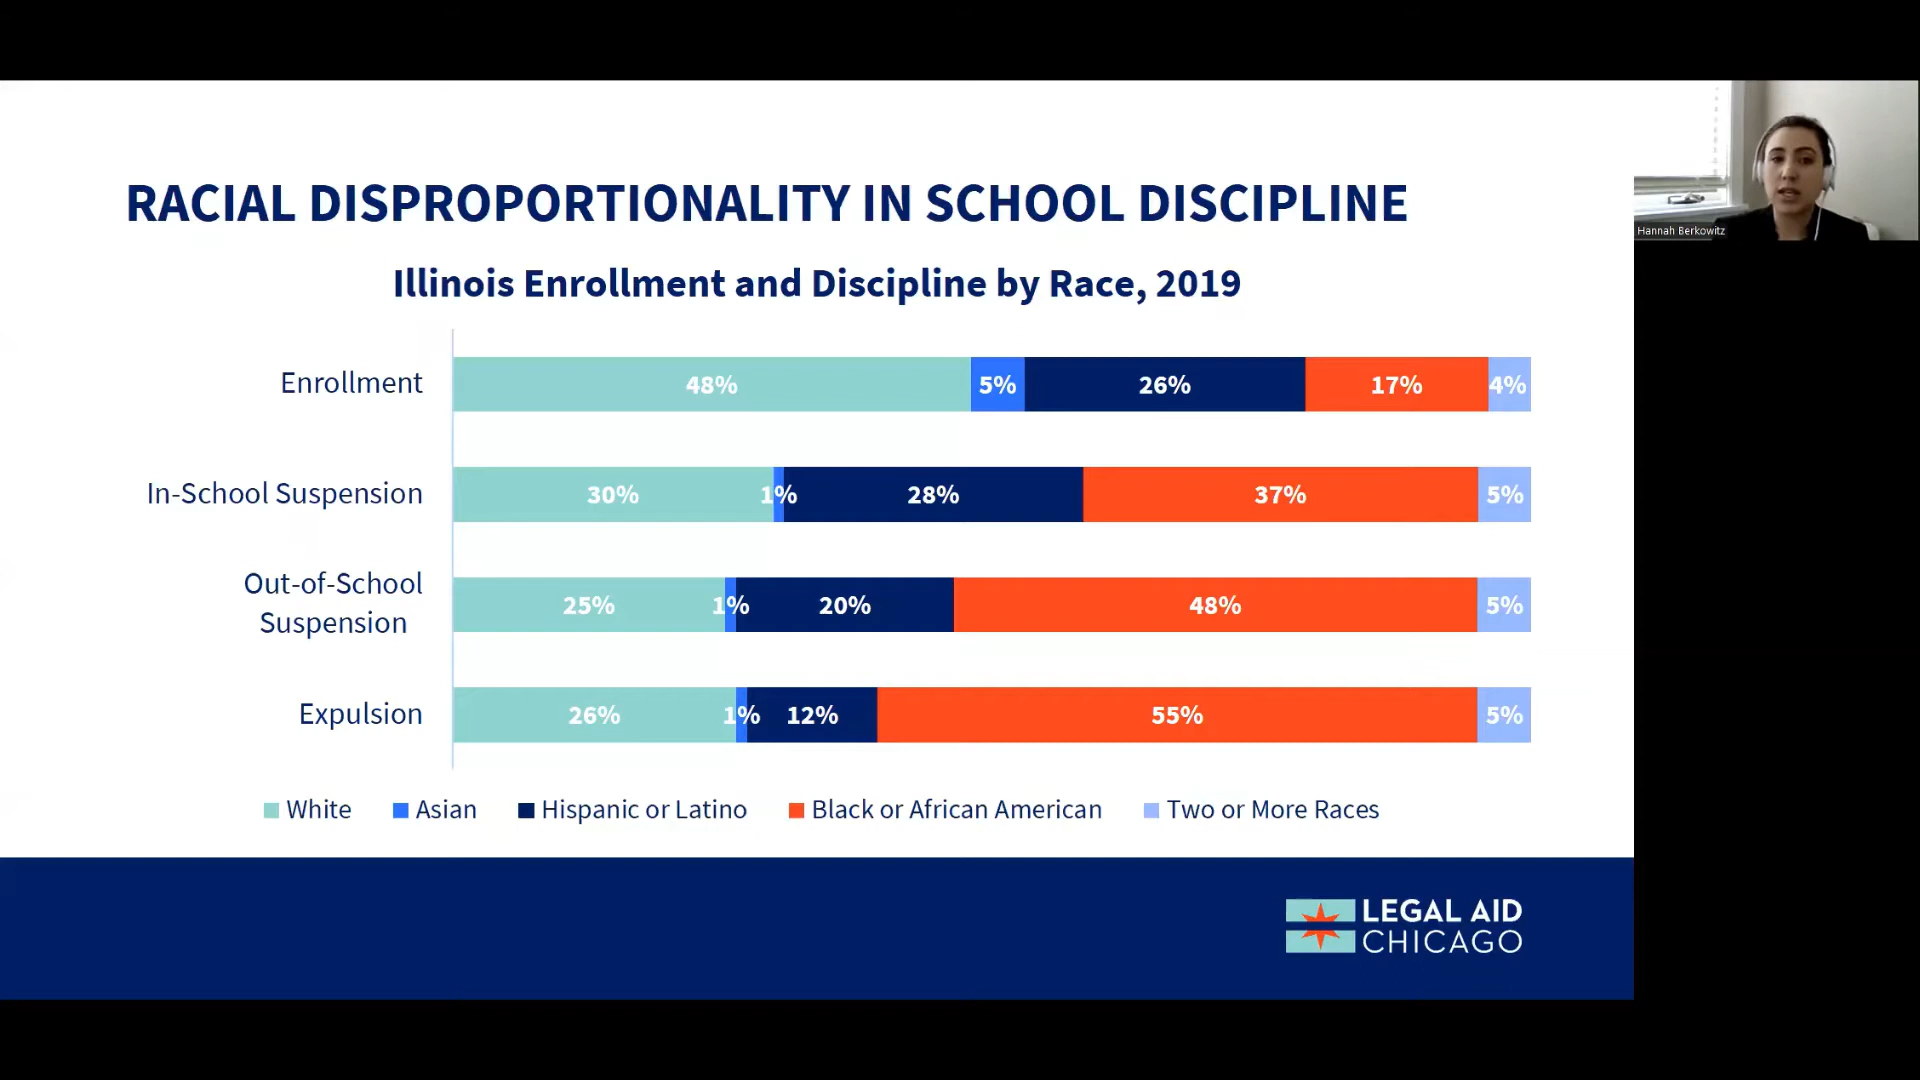 RACIAL DISPROPORTIONALITY IN SCHOOL DISCIPLINE
Hannah Berkowitz
Illinois Enrollment and Discipline by Race, 2019
Enrollment 48% 5% 26% 17% 4%
In-School Suspension 30% 1% 28% 37% 5%
Out-of-School
Suspension 25% 1% 20% 48% 5%
Expulsion 26% 1% 12% 55% 5%
White Asian Hispanic or Latino Black or African American Two or More Races
LEGAL AID
CHICAGO